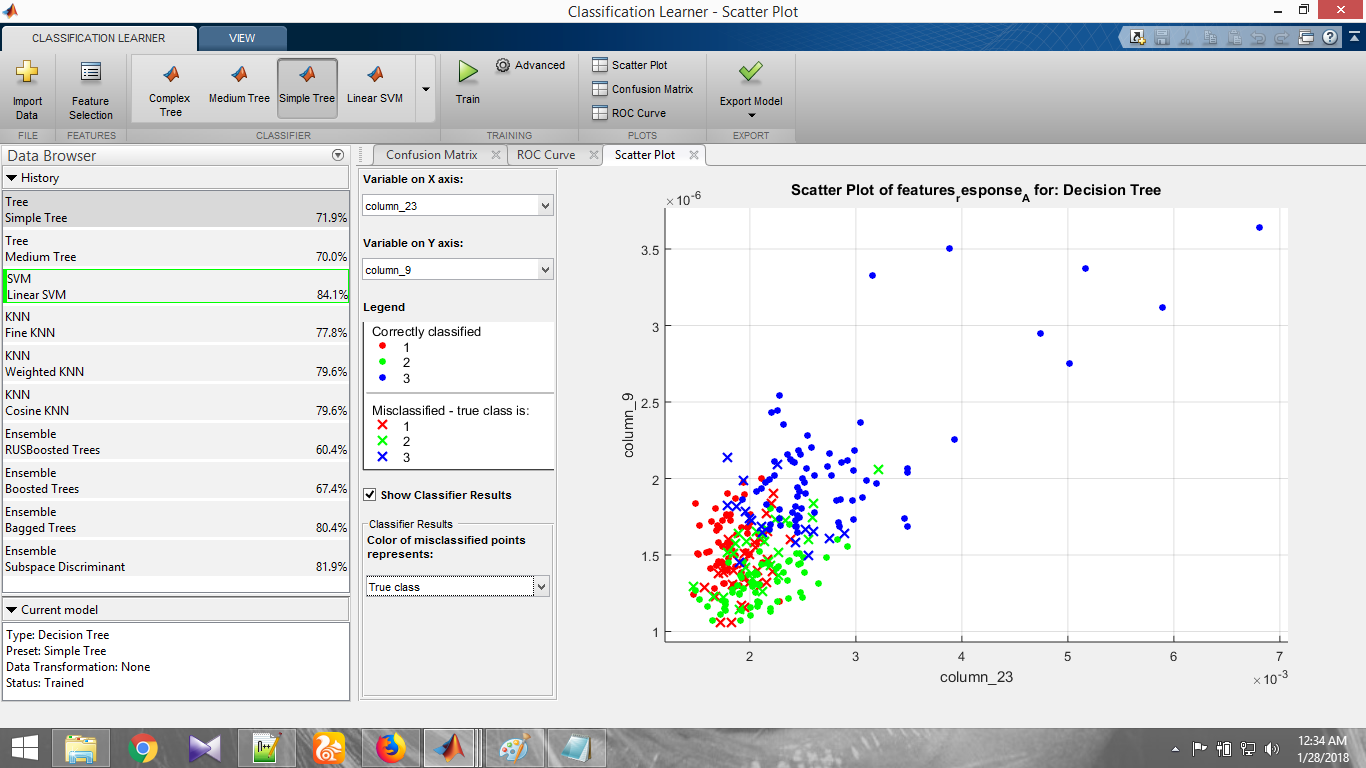 Classification Learner - Scatter Plot
CLASSIFICATION LEARNER
VIEW
Import Data
Feature Selection
Complex Tree
Medium Tree
Simple Tree
Linear SVM
Train
Advanced
Scatter Plot
Confusion Matrix
ROC Curve
Export Model
FILE
FEATURES
CLASSIFIER
TRAINING
PLOTS
EXPORT
Data Browser
History
Tree
Simple Tree 71.9%
Tree
Medium Tree 70.0%
SVM
Linear SVM 84.1%
KNN
Fine KNN 77.8%
KNN
Weighted KNN 79.6%
KNN
Cosine KNN 79.6%
Ensemble
RUSBoosted Trees 60.4%
Ensemble
Boosted Trees 67.4%
Ensemble
Bagged Trees 80.4%
Ensemble
Subspace Discriminant 81.9%
Current model
Type: Decision Tree
Preset: Simple Tree
Data Transformation: None
Status: Trained
Confusion Matrix
ROC Curve
Scatter Plot
Variable on X axis:
column_23
Variable on Y axis:
column_9
Legend
Correctly classified
1
2
3
Misclassified - true class is:
1
2
3
Show Classifier Results
Classifier Results
Color of misclassified points
represents:
True class
Scatter Plot of features_response_A for: Decision Tree
×10⁻⁶
3.5
3
2.5
2
1.5
1
column_9
2 3 4 5 6 7
column_23
×10⁻³
12:34 AM
1/28/2018